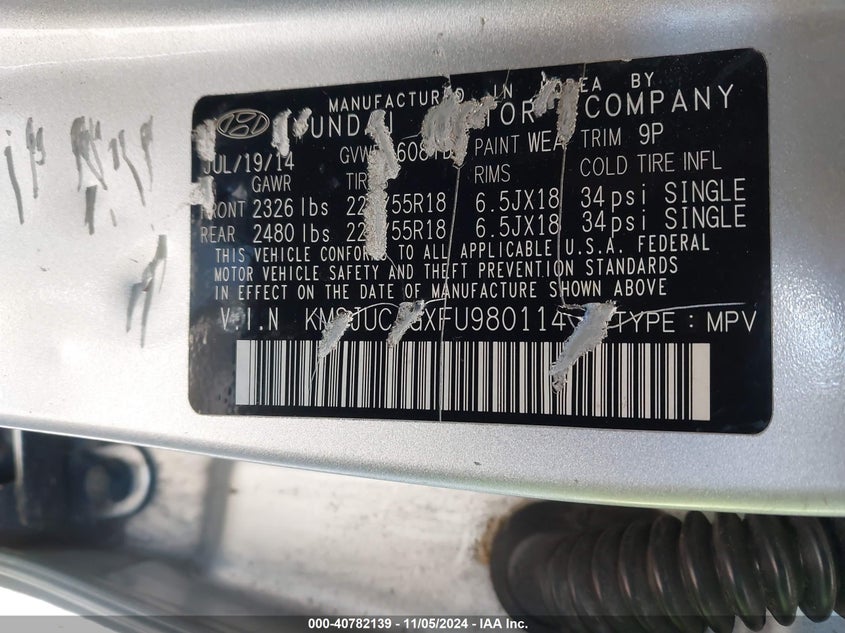 MANUFACTURED IN KOREA BY
HYUNDAI MOTOR COMPANY
JUL/19/14 PAINT WEA TRIM 9P
GAWR RIMS COLD TIRE INFL
FRONT 2326 lbs 6.5JX18 34psi SINGLE
REAR 2480 lbs 6.5JX18 34psi SINGLE
THIS VEHICLE CONFORMS TO ALL APPLICABLE U.S.A. FEDERAL
MOTOR VEHICLE SAFETY AND THEFT PREVENTION STANDARDS
IN EFFECT ON THE DATE OF MANUFACTURE SHOWN ABOVE
V.I.N TYPE : MPV
000-40782139 - 11/05/2024 - IAA Inc.